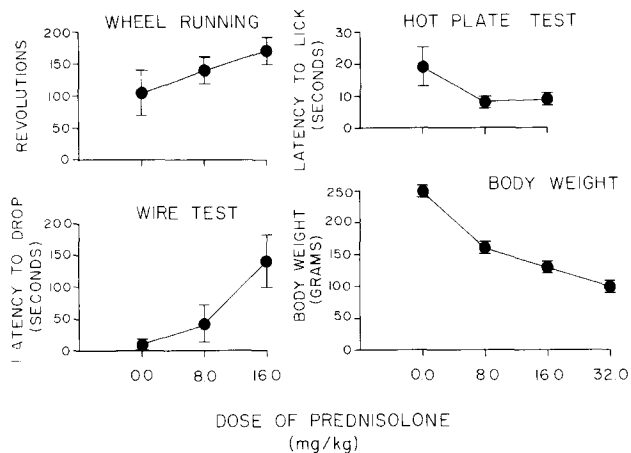 WHEEL RUNNING
REVOLUTIONS
200
150
100
50
0
HOT PLATE TEST
LATENCY TO LICK
(SECONDS)
30
20
10
0
WIRE TEST
LATENCY TO DROP
(SECONDS)
200
150
100
50
0
0.0 8.0 16.0
BODY WEIGHT
BODY WEIGHT
(GRAMS)
250
200
150
100
50
0
0.0 8.0 16.0 32.0
DOSE OF PREDNISOLONE
(mg/kg)